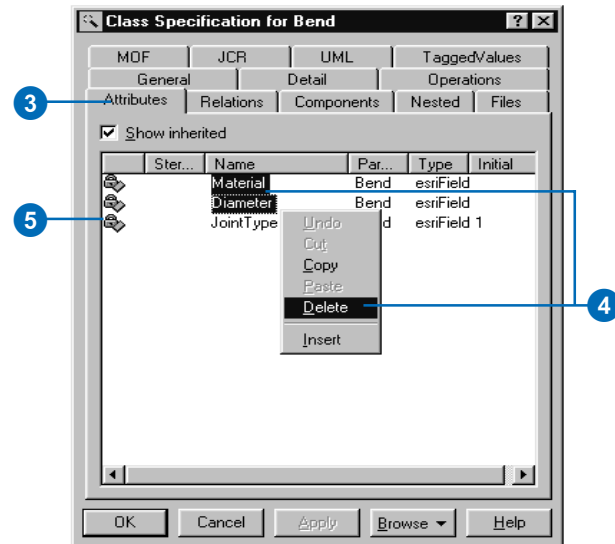 Class Specification for Bend
MOF JCR UML TaggedValues
General Detail Operations
3
Attributes Relations Components Nested Files
Show inherited
Ster... Name Par... Type Initial
Material Bend esriField
Diameter Bend esriField
5
JointType d esriField 1
Undo
Cut
Copy
Paste
Delete
4
Insert
OK Cancel Apply Browse Help